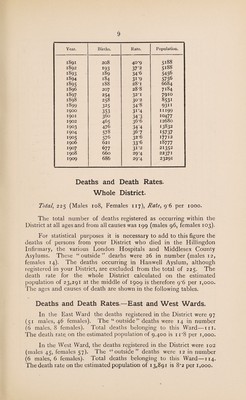 9
Year. Births. Rate. Population.
1891 208 40·9 5188
1892 193 37·2 5188
1893 189 34·6 5456
1894 184 31·9 5756
1895 188 28·1 6684
1896 207 28·8 7184
1897 254 32·1 7910
1898 258 30·2 8531
1899 325 34·8 9311
1900 353 31·4 11199
1901 360 34·3 10477
1902 465 36·6 12680
1903 476 34·4 13832
1904 578 36·7 15737
1905 576 32·6 17712
1906 621 33·6 18777
1907 677 31·2 21352
1908 660 29·4 22371
1909 686 29·4 23291
Deaths and Death Rates.
Whole District.
Total, 225 (Males 108, Females 117), Rate, 9·6 per 1000.
The total number of deaths registered as occurring within the
District at all ages and from all causes was 199 (males 96, females 103).
For statistical purposes it is necessary to add to this figure the
deaths of persons from your District who died in the Hillingdon
Infirmary, the various London Hospitals and Middlesex County
Asylums. These “outside” deaths were 26 in number (males 12,
females 14). The deaths occurring in Hanwell Asylum, although
registered in your District, are excluded from the total of 225. The
death rate for the whole District calculated on the estimated
population of 23,291 at the middle of 1909 is therefore 9·6 per 1,000.
The ages and causes of death are shown in the following tables.
Deaths and Death Rates.—East and West Wards.
In the East Ward the deaths registered in the District were 97
(51 males, 46 females). The “outside” deaths were 14 in number
(6 males, 8 females). Total deaths belonging to this Ward—111.
The death rate on the estimated population of 9,400 is 11·8 per 1,000.
In the West Ward, the deaths registered in the District were 102
(males 45, females 57). The “outside” deaths were 12 in number
(6 males, 6 females). Total deaths belonging to this Ward—114.
The death rate on the estimated population of 13,891 is 8·2 per 1,000.